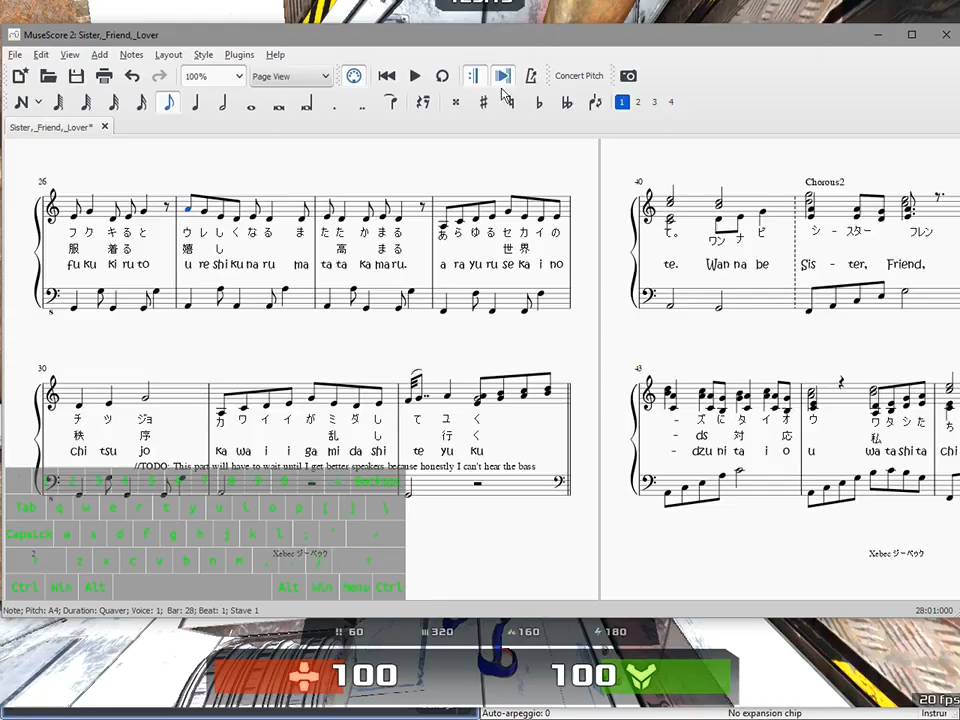 MuseScore 2: Sister,_Friend,_Lover
File Edit View Add Notes Layout Style Plugins Help
100% Page View Concert Pitch
1 2 3 4
Sister,_Friend,_Lover*
26
フク キると ウレしくなる ま たた かまる あらゆるセカイの
服 着る 嬉 し 高 まる 世界
fu ku ki ru to u re shi ku na ru ma ta ta ka ma ru. a ra yu ru se ka i no
8
30
チ ツ ジョ カ ワ イ イ が ミ ダ し て ユ く
秩 序 乱 し 行 く
chi tsu jo ka wa i i ga mi da shi te yu ku
//TODO: This part will have to wait until I get better speakers because honestly I can't hear the bass
2
Xebec ジーベック
40
Chorous2
て。 ワン ナ ビ シ - スター フレン
te. Wan na be Sis - ter, Friend,
43
- ズ に タ イ オ ウ ワ タ シ た ち
- ds 対 応 私
- dzu ni ta i o u wa ta shi ta chi
Xebec ジーベック
Tab q w e r t y u i o p [ ] \
CapsLck a s d f g h j k l ; '
z x c v b n m , .
Ctrl Win Alt Alt Win Menu Ctrl
Note; Pitch: A4; Duration: Quaver; Voice: 1; Bar: 28; Beat: 1; Stave 1
28:01:000
60 320 160 180
100 100
20 fps
Auto-arpeggio: 0 No expansion chip Instrur